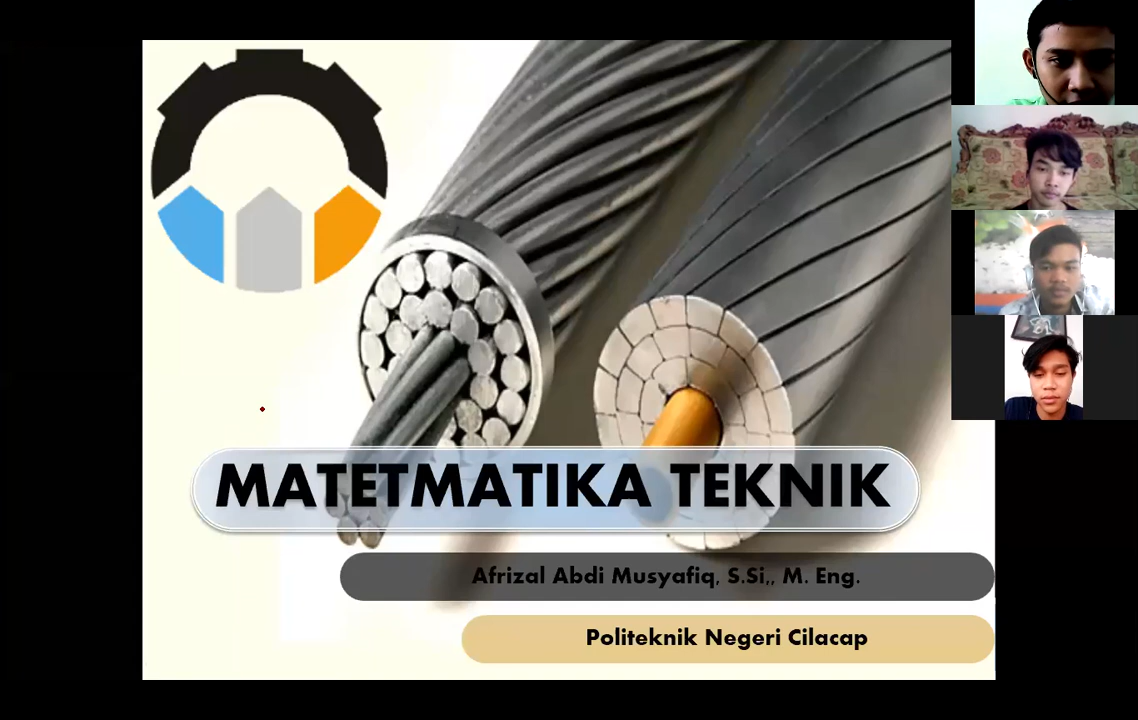 MATETMATIKA TEKNIK
Afrizal Abdi Musyafiq, S.Si,, M. Eng.
Politeknik Negeri Cilacap